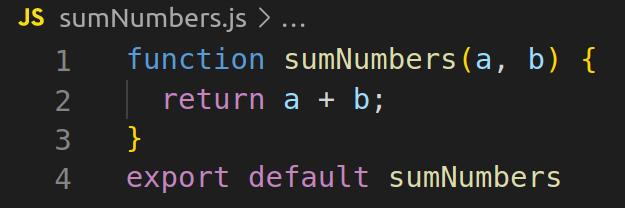 JS sumNumbers.js > ...
1 function sumNumbers(a, b) {
2 return a + b;
3 }
4 export default sumNumbers